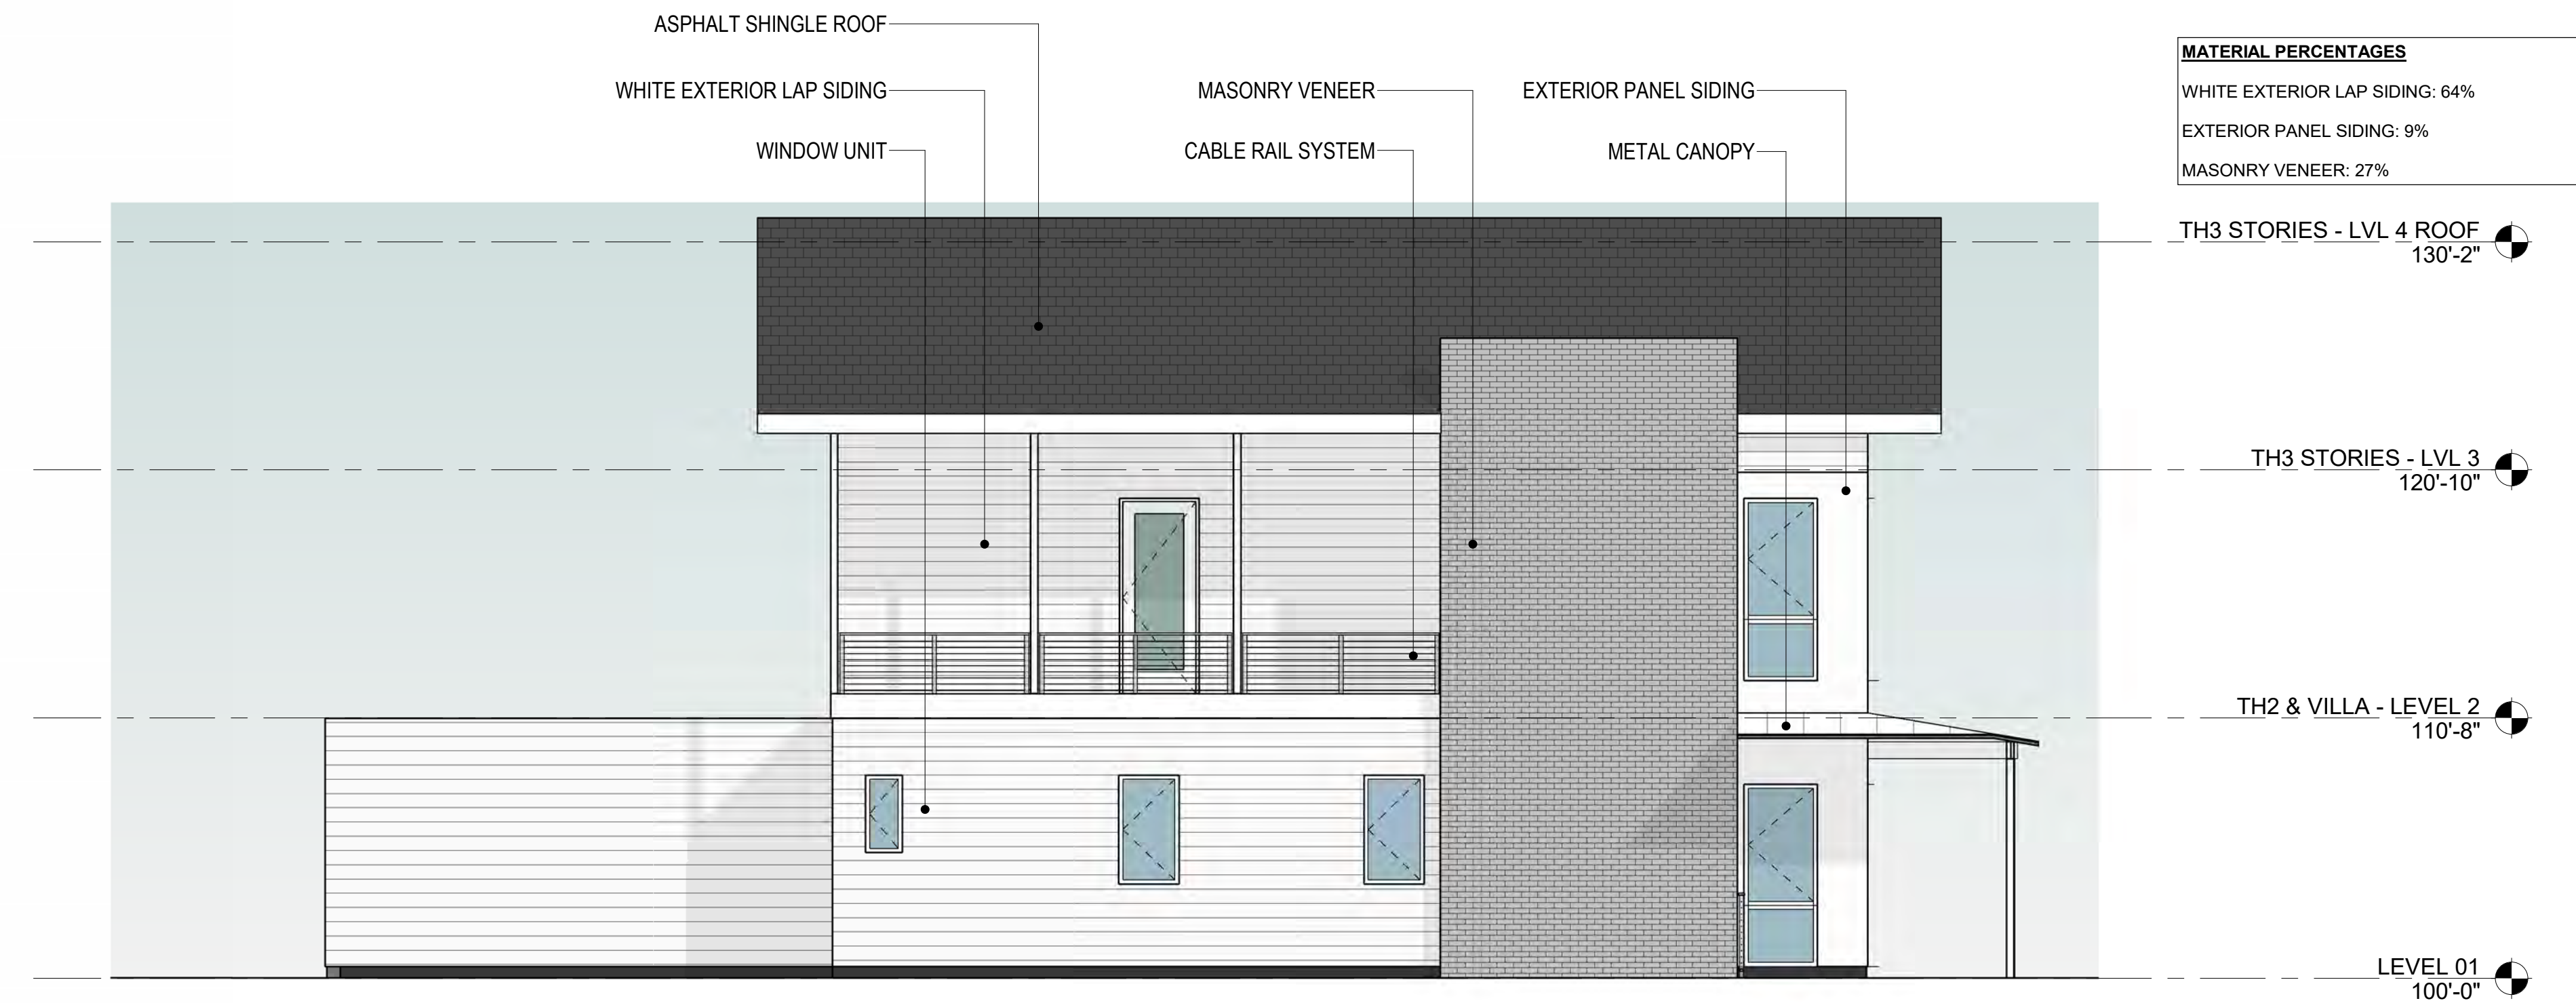 ASPHALT SHINGLE ROOF
WHITE EXTERIOR LAP SIDING
MASONRY VENEER
EXTERIOR PANEL SIDING
WINDOW UNIT
CABLE RAIL SYSTEM
METAL CANOPY
MATERIAL PERCENTAGES
WHITE EXTERIOR LAP SIDING: 64%
EXTERIOR PANEL SIDING: 9%
MASONRY VENEER: 27%
TH3 STORIES - LVL 4 ROOF
130'-2"
TH3 STORIES - LVL 3
120'-10"
TH2 & VILLA - LEVEL 2
110'-8"
LEVEL 01
100'-0"